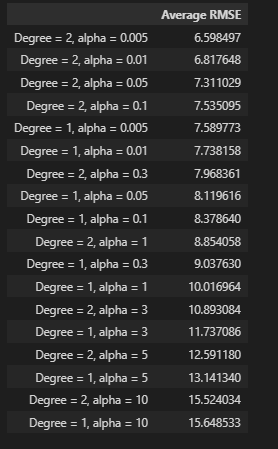 Average RMSE
Degree = 2, alpha = 0.005 6.598497
Degree = 2, alpha = 0.01 6.817648
Degree = 2, alpha = 0.05 7.311029
Degree = 2, alpha = 0.1 7.535095
Degree = 1, alpha = 0.005 7.589773
Degree = 1, alpha = 0.01 7.738158
Degree = 2, alpha = 0.3 7.968361
Degree = 1, alpha = 0.05 8.119616
Degree = 1, alpha = 0.1 8.378640
Degree = 2, alpha = 1 8.854058
Degree = 1, alpha = 0.3 9.037630
Degree = 1, alpha = 1 10.016964
Degree = 2, alpha = 3 10.893084
Degree = 1, alpha = 3 11.737086
Degree = 2, alpha = 5 12.591180
Degree = 1, alpha = 5 13.141340
Degree = 2, alpha = 10 15.524034
Degree = 1, alpha = 10 15.648533